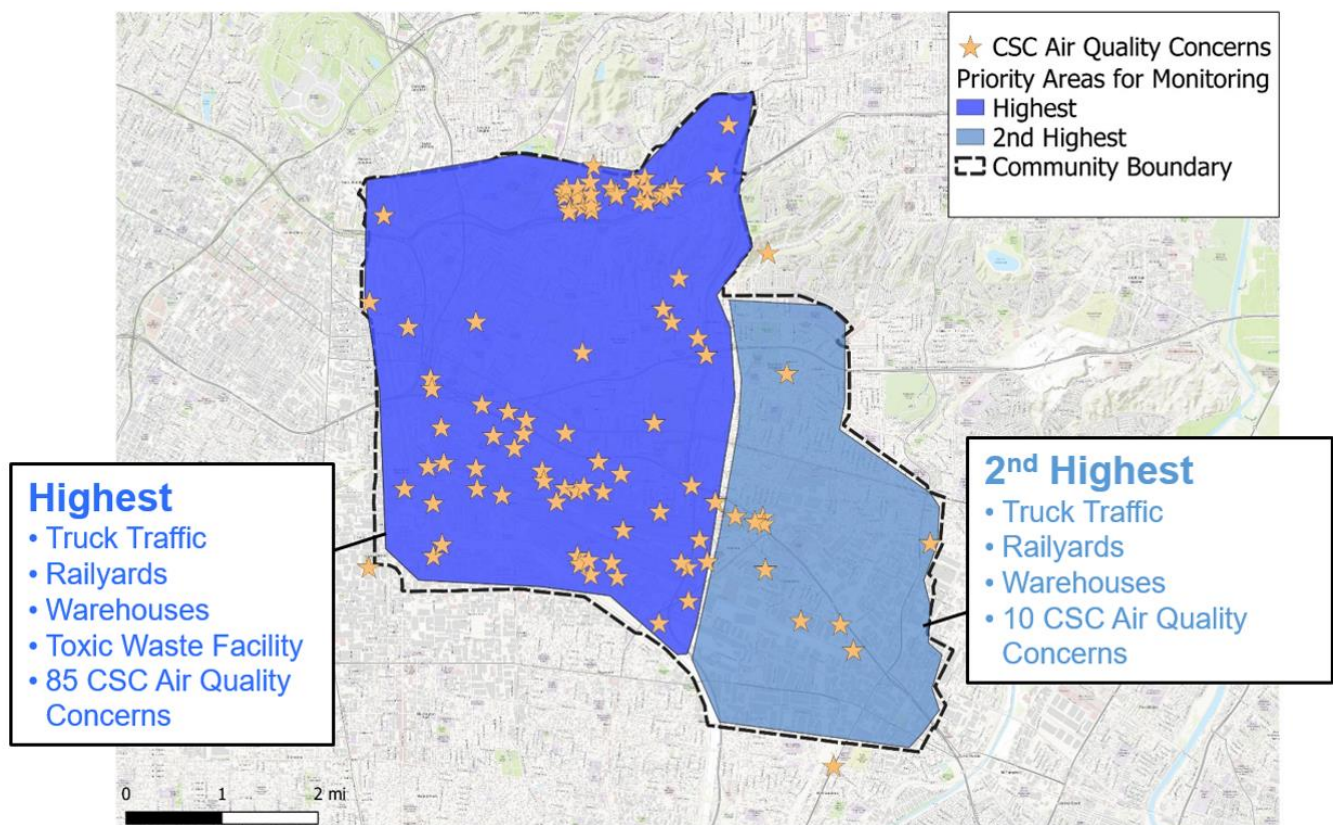 CSC Air Quality Concerns
Priority Areas for Monitoring
Highest
2nd Highest
Community Boundary
Highest
• Truck Traffic
• Railyards
• Warehouses
• Toxic Waste Facility
• 85 CSC Air Quality
Concerns
2nd Highest
• Truck Traffic
• Railyards
• Warehouses
• 10 CSC Air Quality
Concerns
0 1 2 mi